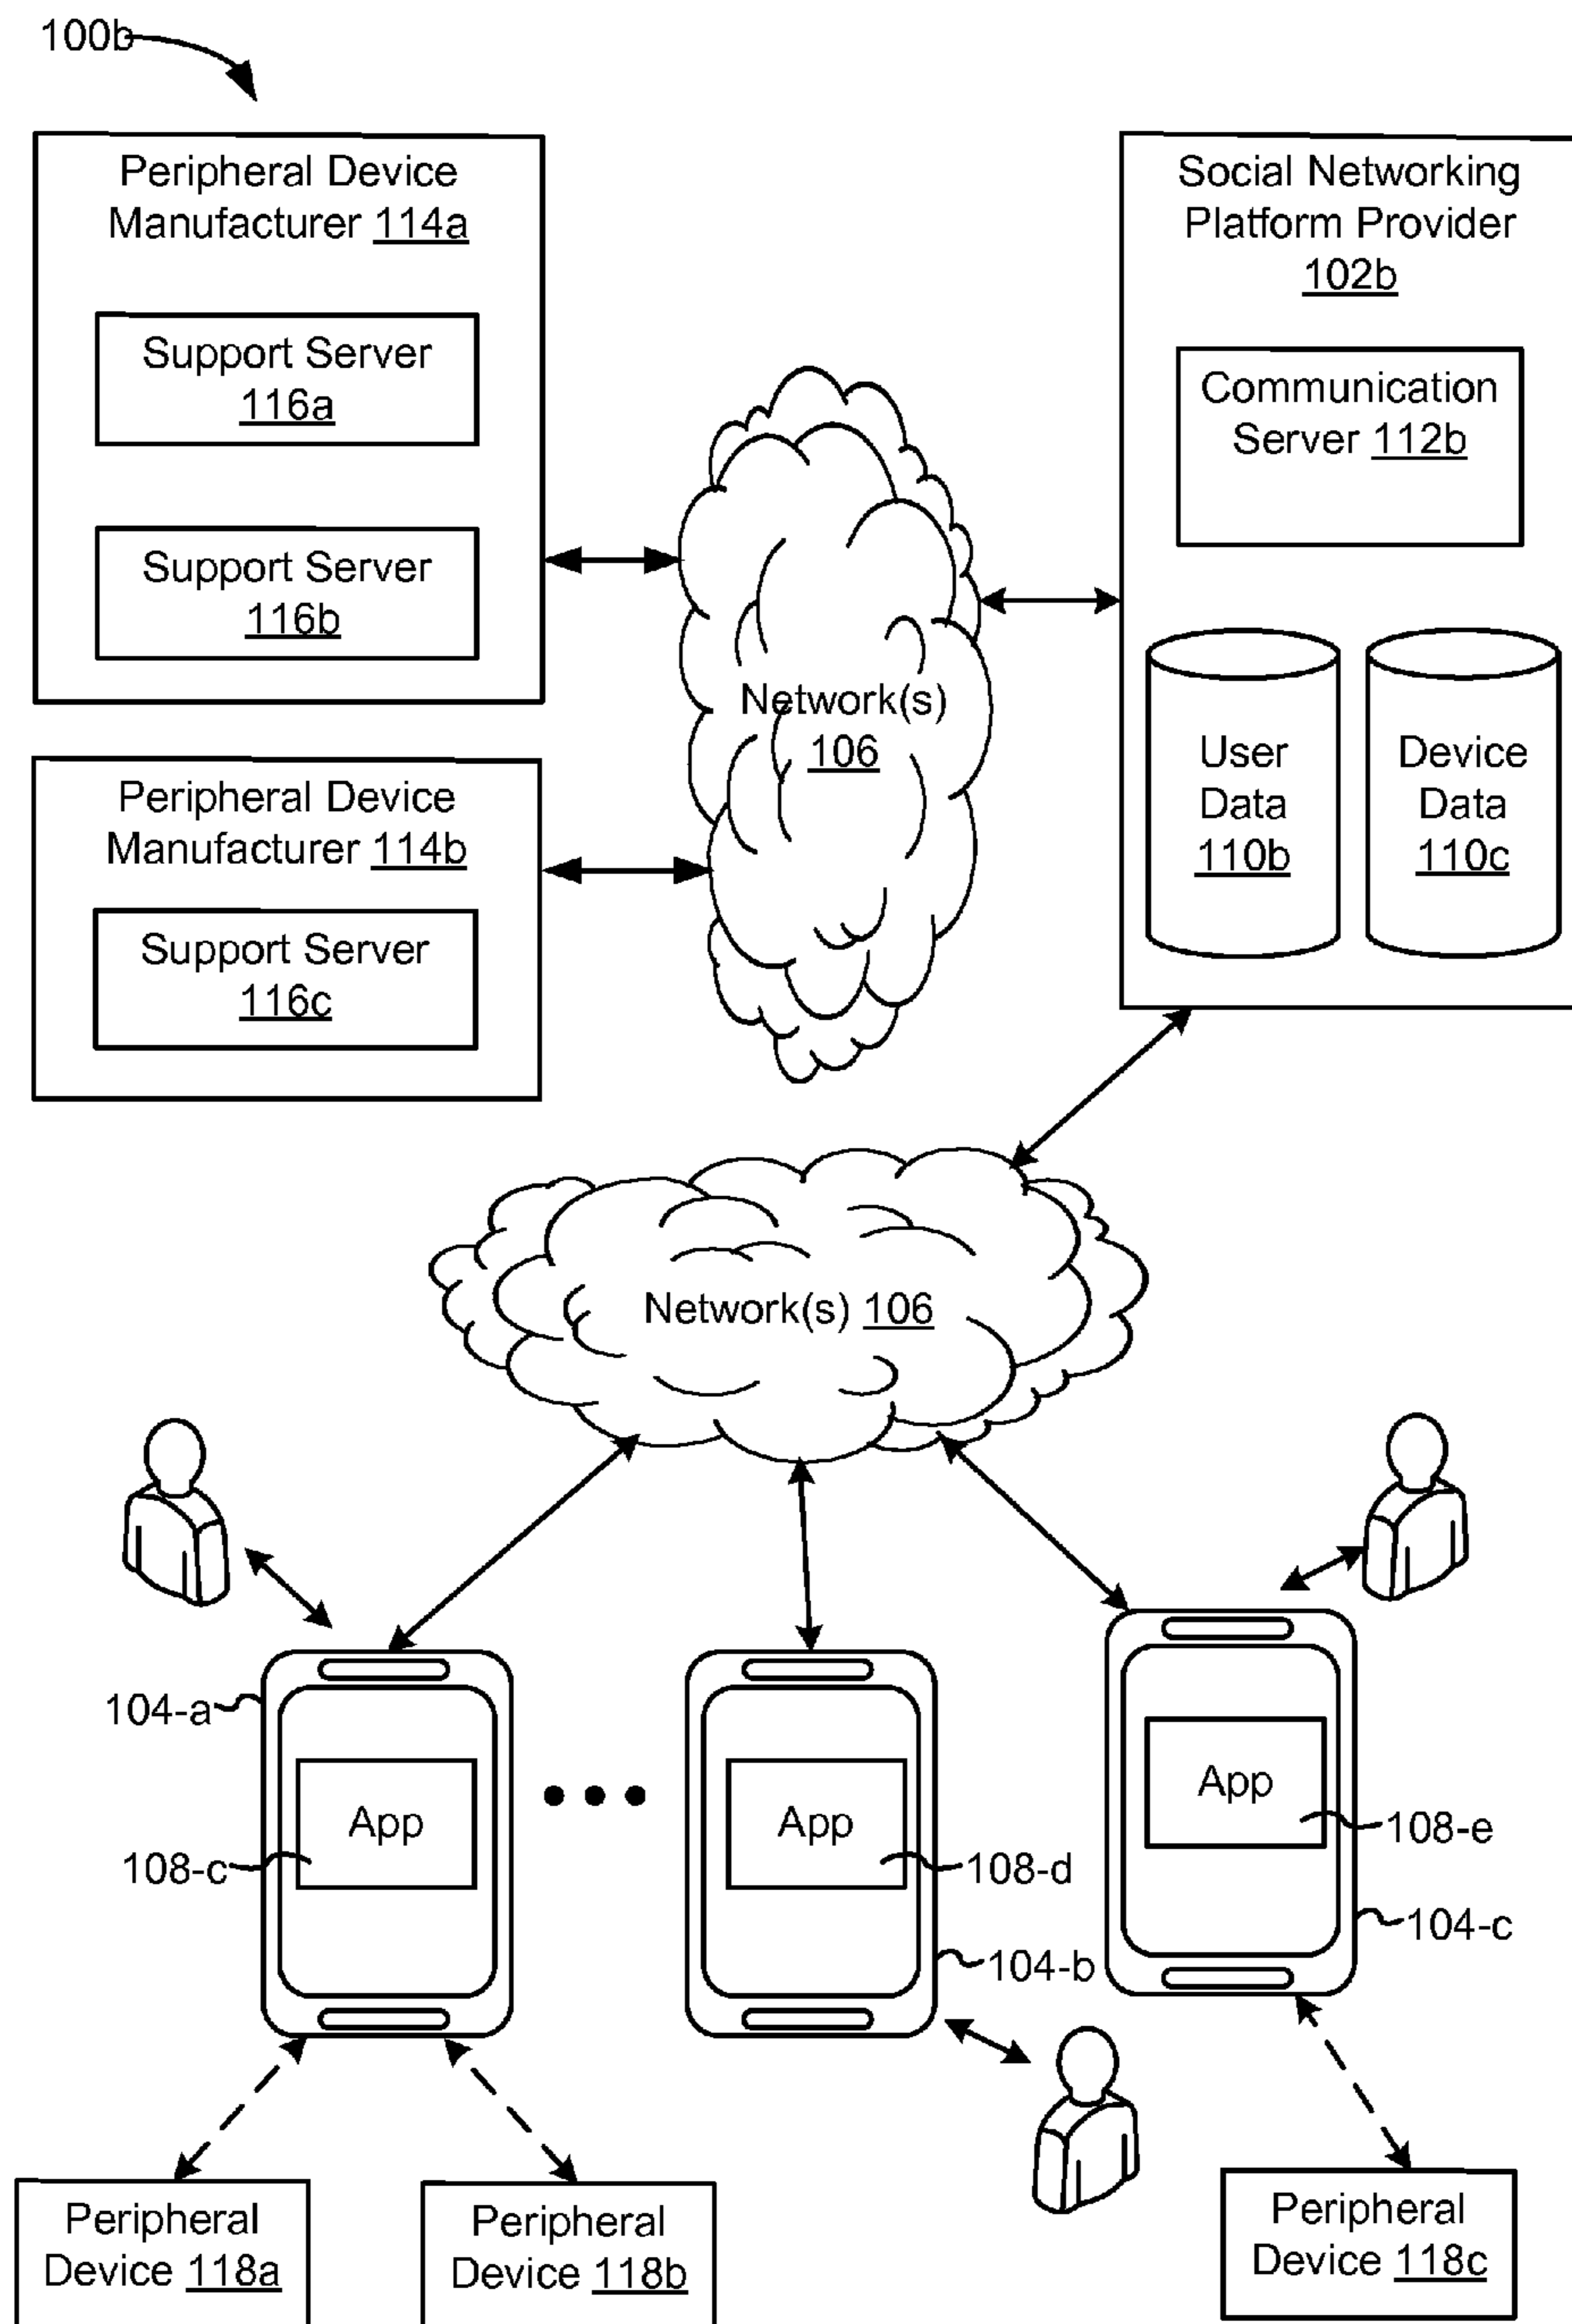 100b
Peripheral Device
Manufacturer 114a
Support Server
116a
Support Server
116b
Peripheral Device
Manufacturer 114b
Support Server
116c
Network(s)
106
Social Networking
Platform Provider
102b
Communication
Server 112b
User
Data
110b
Device
Data
110c
Network(s) 106
104-a
App
108-c
App
108-d
104-b
App
108-e
104-c
Peripheral
Device 118a
Peripheral
Device 118b
Peripheral
Device 118c